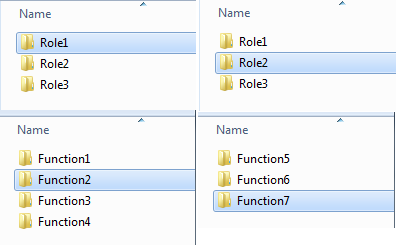 Name
Role1
Role2
Role3
Name
Role1
Role2
Role3
Name
Function1
Function2
Function3
Function4
Name
Function5
Function6
Function7